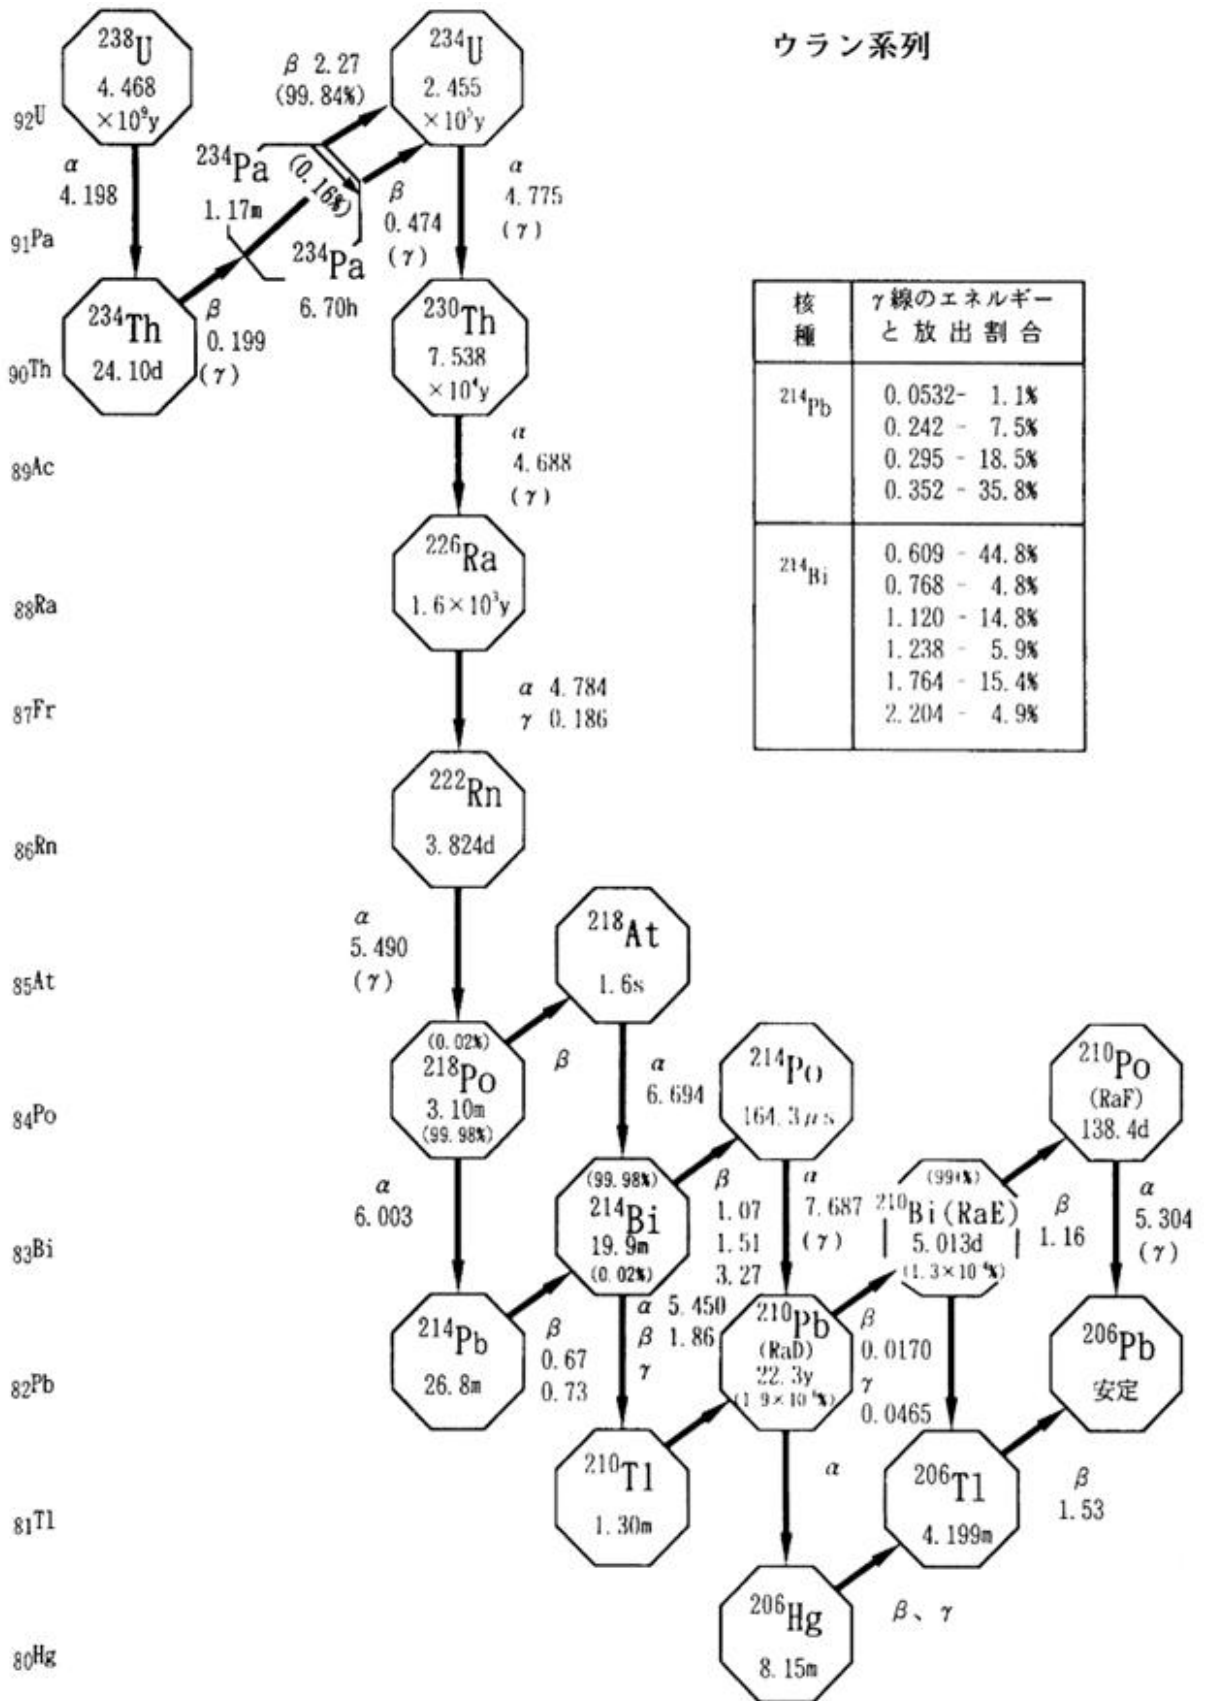 ウラン系列
²³⁸U
4.468
×10⁹y
β 2.27
(99.84%)
²³⁴U
2.455
×10⁵y
₉₂U
α
4.198
²³⁴Pa
1.17m
(0.16%)
β
0.474
(γ)
α
4.775
(γ)
₉₁Pa
²³⁴Pa
6.70h
²³⁴Th
24.10d
β
0.199
(γ)
²³⁰Th
7.538
×10⁴y
₉₀Th
核種
γ線のエネルギー
と放出割合
²¹⁴Pb
0.0532- 1.1%
0.242 - 7.5%
0.295 - 18.5%
0.352 - 35.8%
²¹⁴Bi
0.609 - 44.8%
0.768 - 4.8%
1.120 - 14.8%
1.238 - 5.9%
1.764 - 15.4%
2.204 - 4.9%
α
4.688
(γ)
₈₉Ac
²²⁶Ra
1.6×10³y
₈₈Ra
α 4.784
γ 0.186
₈₇Fr
²²²Rn
3.824d
₈₆Rn
α
5.490
(γ)
²¹⁸At
1.6s
₈₅At
(0.02%)
²¹⁸Po
3.10m
(99.98%)
β
α
6.694
²¹⁴Po
164.3μs
²¹⁰Po
(RaF)
138.4d
₈₄Po
α
6.003
(99.98%)
²¹⁴Bi
19.9m
(0.02%)
β
1.07
1.51
3.27
α
7.687
(γ)
²¹⁰Bi(RaE)
5.013d
β
1.16
α
5.304
(γ)
₈₃Bi
²¹⁴Pb
26.8m
β
0.67
0.73
α 5.450
β 1.86
γ
²¹⁰Pb
(RaD)
22.3y
β
0.0170
γ
0.0465
²⁰⁶Pb
安定
₈₂Pb
²¹⁰Tl
1.30m
α
²⁰⁶Tl
4.199m
β
1.53
₈₁Tl
²⁰⁶Hg
8.15m
β、γ
₈₀Hg